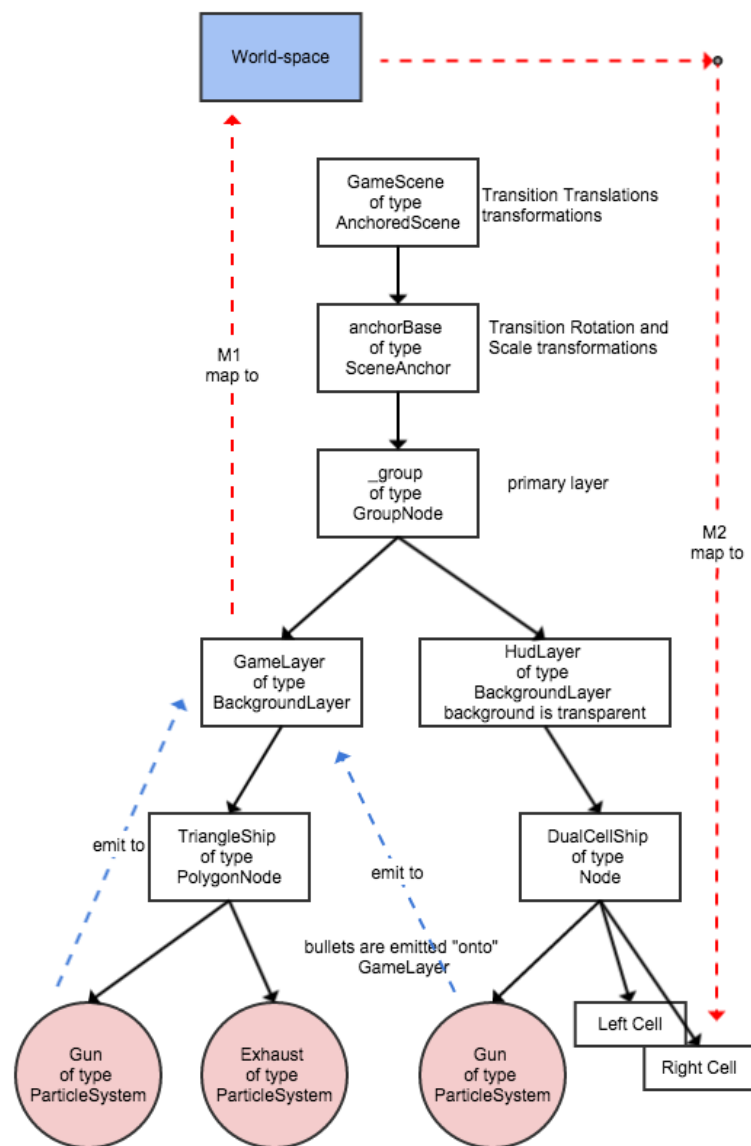 World-space
GameScene
of type
AnchoredScene
Transition Translations
transformations
anchorBase
of type
SceneAnchor
Transition Rotation and
Scale transformations
M1
map to
_group
of type
GroupNode
primary layer
M2
map to
GameLayer
of type
BackgroundLayer
HudLayer
of type
BackgroundLayer
background is transparent
emit to
TriangleShip
of type
PolygonNode
emit to
DualCellShip
of type
Node
bullets are emitted "onto"
GameLayer
Gun
of type
ParticleSystem
Exhaust
of type
ParticleSystem
Gun
of type
ParticleSystem
Left Cell
Right Cell